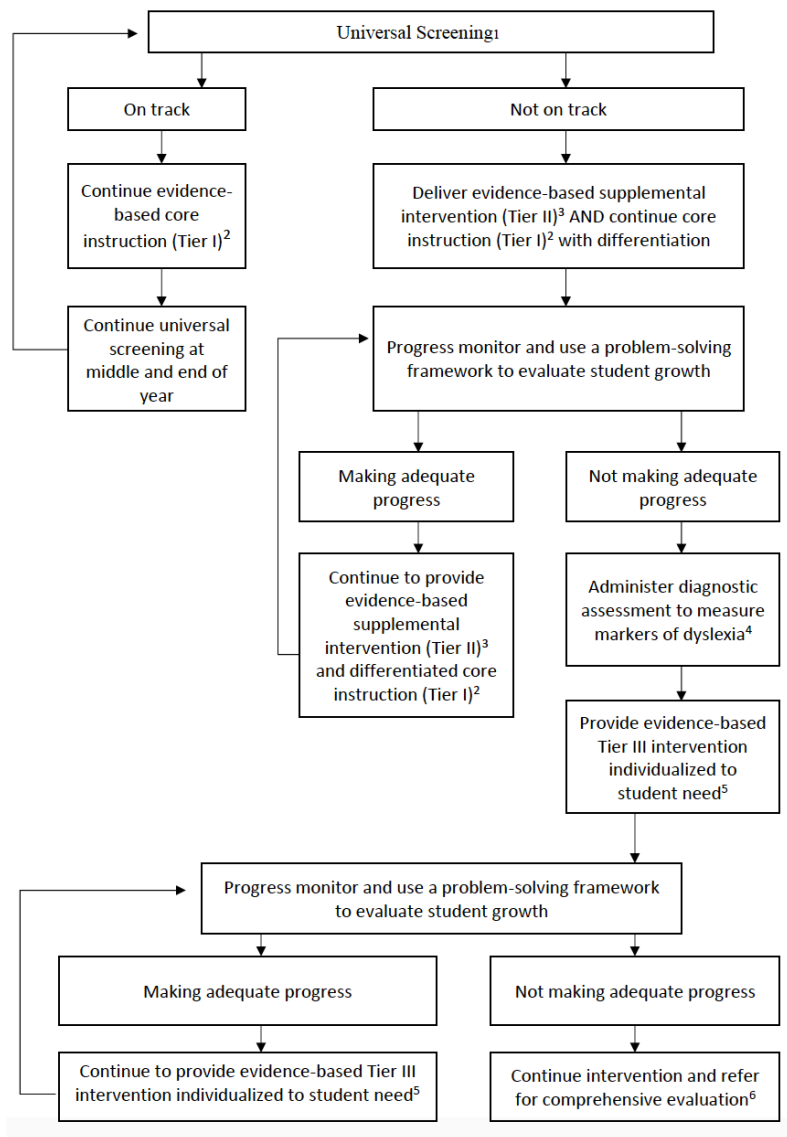 Universal Screening1
On track
Not on track
Continue evidence-
based core
instruction (Tier I)2
Deliver evidence-based supplemental
intervention (Tier II)3 AND continue core
instruction (Tier I)2 with differentiation
Continue universal
screening at
middle and end of
year
Progress monitor and use a problem-solving
framework to evaluate student growth
Making adequate
progress
Not making adequate
progress
Continue to provide
evidence-based
supplemental
intervention (Tier II)3
and differentiated core
instruction (Tier I)2
Administer diagnostic
assessment to measure
markers of dyslexia4
Provide evidence-based
Tier III intervention
individualized to
student need5
Progress monitor and use a problem-solving framework
to evaluate student growth
Making adequate progress
Not making adequate progress
Continue to provide evidence-based Tier III
intervention individualized to student need5
Continue intervention and refer
for comprehensive evaluation6